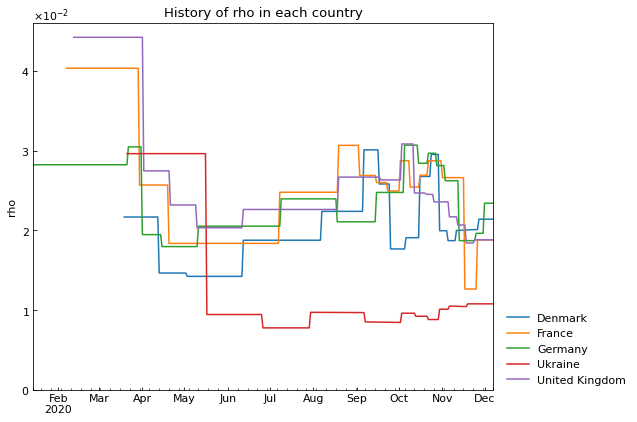 History of rho in each country
×10⁻²
4
3
2
1
0
rho
Feb Mar Apr May Jun Jul Aug Sep Oct Nov Dec
2020
Denmark
France
Germany
Ukraine
United Kingdom